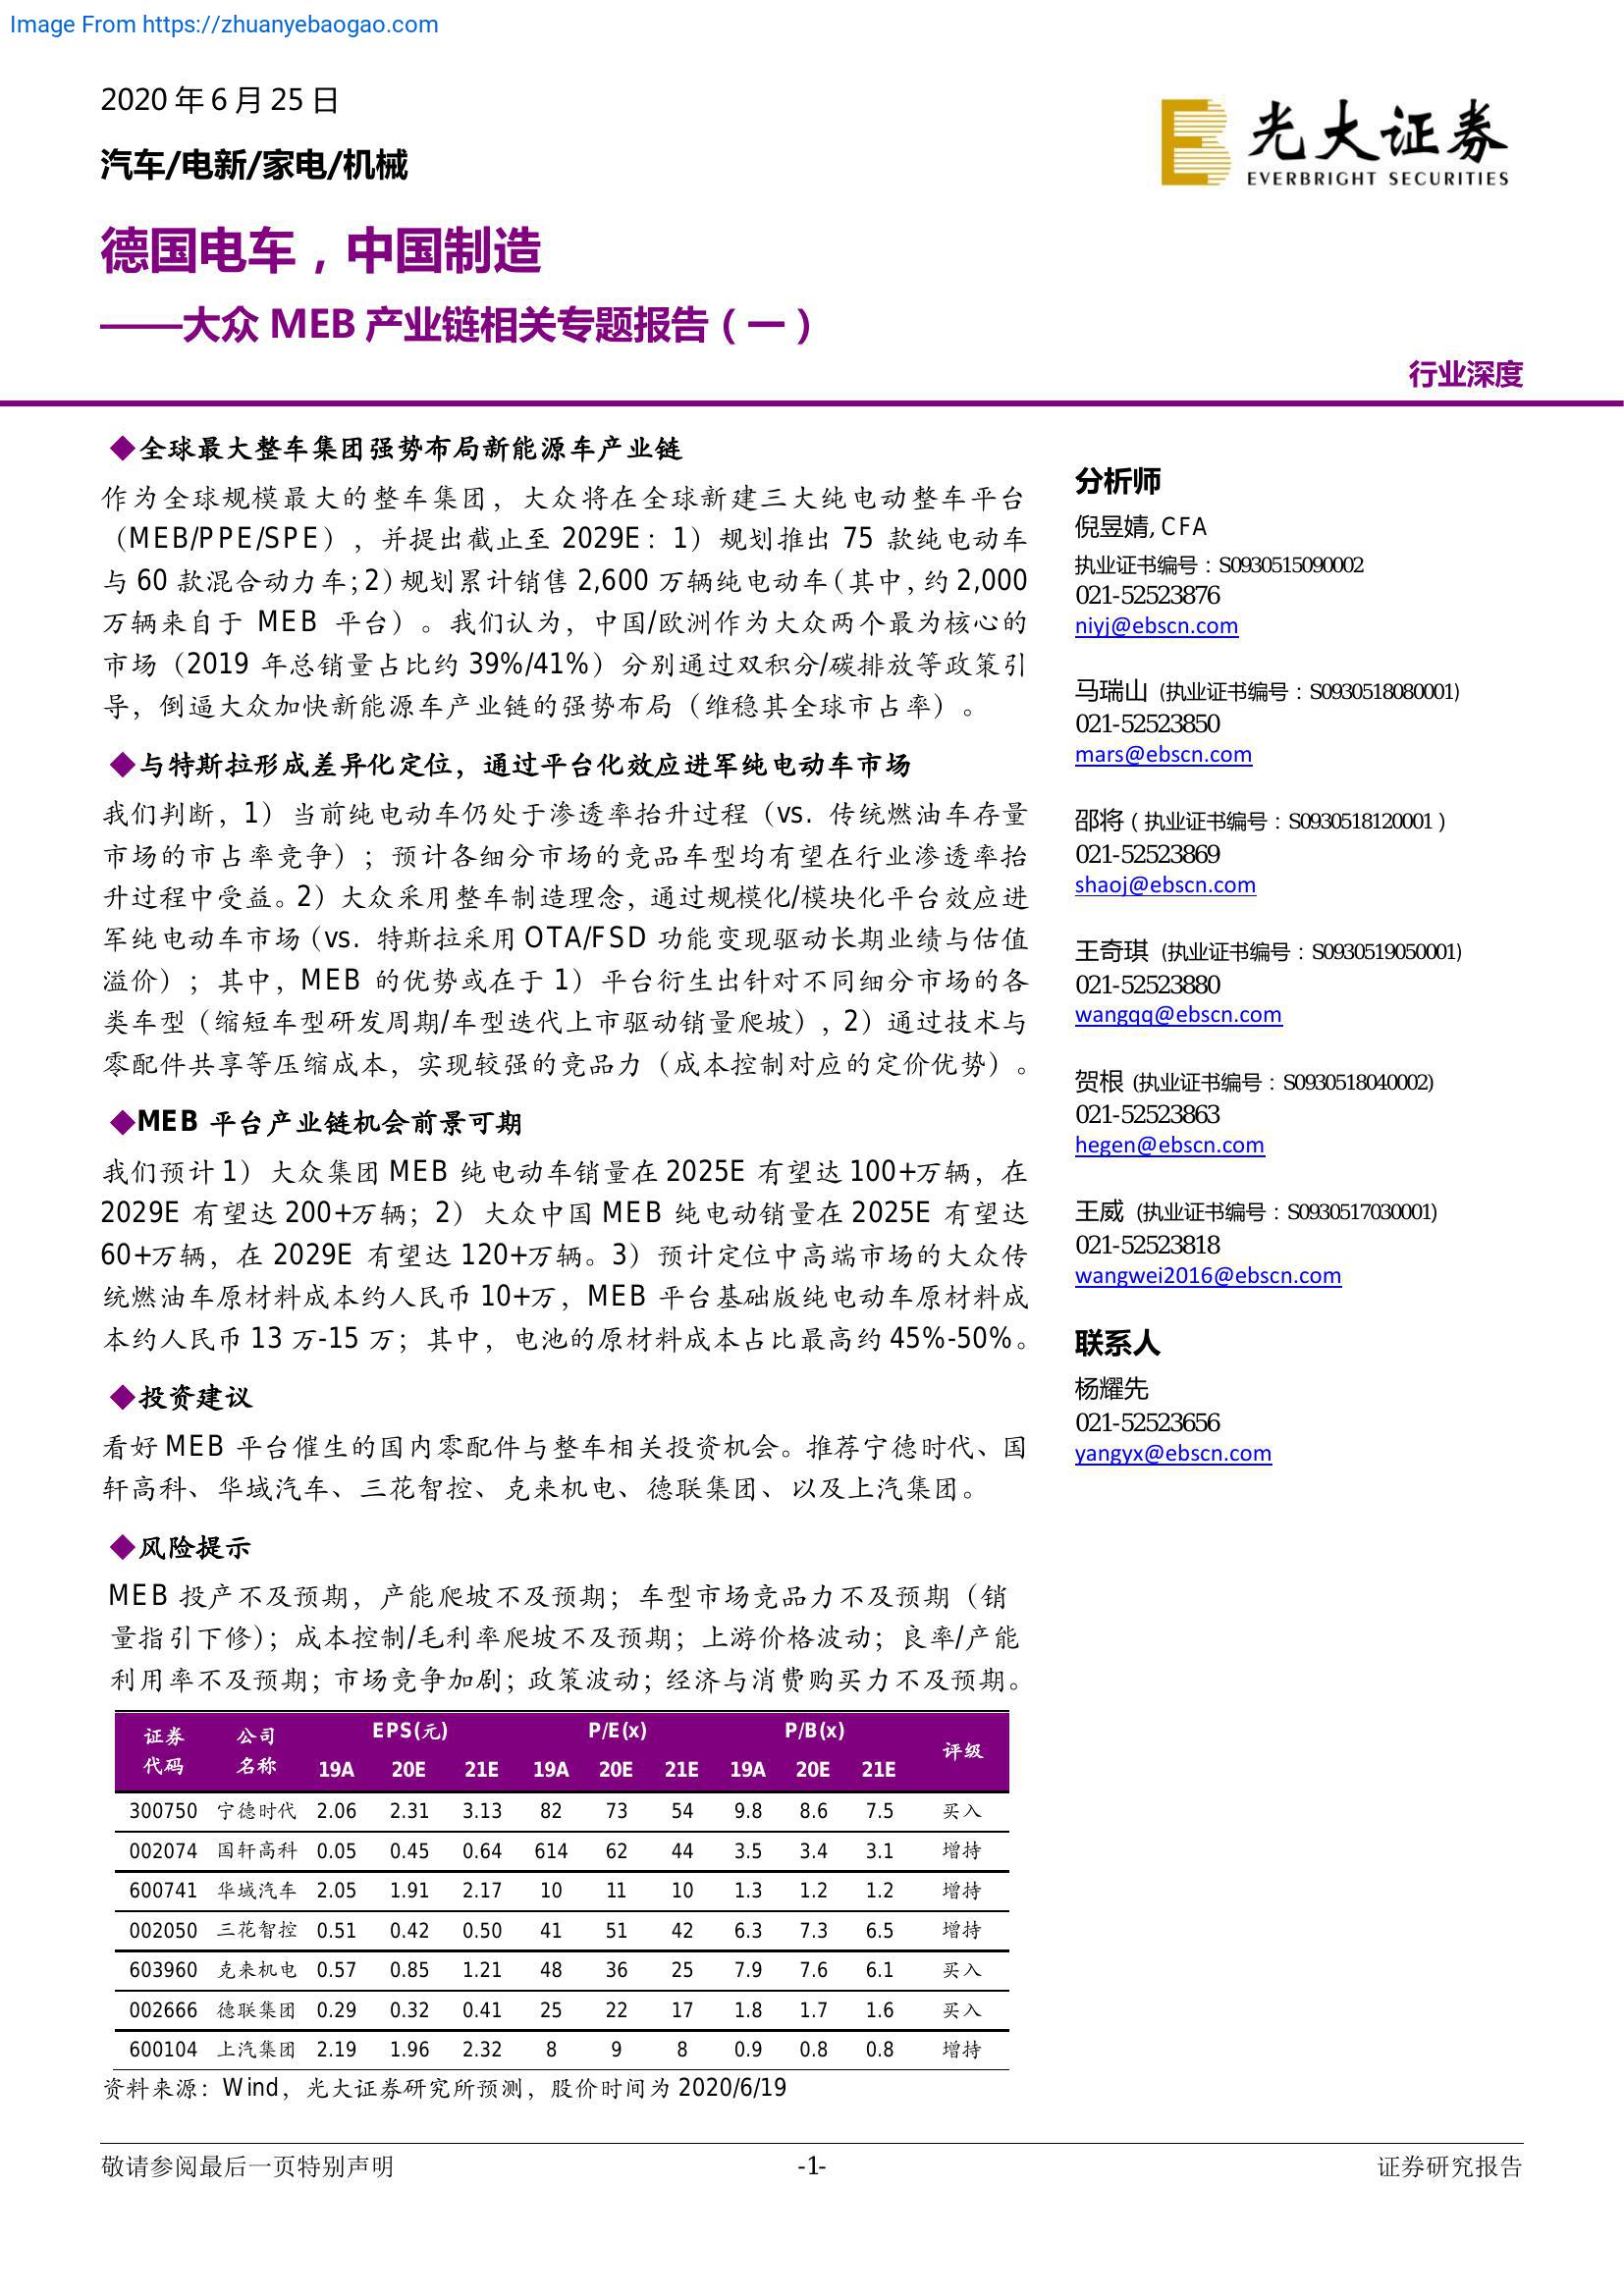 Image From https://zhuanyebaogao.com
2020 年 6 月 25 日
汽车/电新/家电/机械
光大证券
EVERBRIGHT SECURITIES
德国电车，中国制造
——大众 MEB 产业链相关专题报告（一）
行业深度
◆全球最大整车集团强势布局新能源车产业链
作为全球规模最大的整车集团，大众将在全球新建三大纯电动整车平台
（MEB/PPE/SPE），并提出截止至 2029E：1）规划推出 75 款纯电动车
与 60 款混合动力车；2）规划累计销售 2,600 万辆纯电动车（其中，约 2,000
万辆来自于 MEB 平台）。我们认为，中国/欧洲作为大众两个最为核心的
市场（2019 年总销量占比约 39%/41%）分别通过双积分/碳排放等政策引
导，倒逼大众加快新能源车产业链的强势布局（维稳其全球市占率）。
◆与特斯拉形成差异化定位，通过平台化效应进军纯电动车市场
我们判断，1）当前纯电动车仍处于渗透率抬升过程（vs. 传统燃油车存量
市场的市占率竞争）；预计各细分市场的竞品车型均有望在行业渗透率抬
升过程中受益。2）大众采用整车制造理念，通过规模化/模块化平台效应进
军纯电动车市场（vs. 特斯拉采用 OTA/FSD 功能变现驱动长期业绩与估值
溢价）；其中，MEB 的优势或在于 1）平台衍生出针对不同细分市场的各
类车型（缩短车型研发周期/车型迭代上市驱动销量爬坡），2）通过技术与
零配件共享等压缩成本，实现较强的竞品力（成本控制对应的定价优势）。
◆MEB 平台产业链机会前景可期
我们预计 1）大众集团 MEB 纯电动车销量在 2025E 有望达 100+万辆，在
2029E 有望达 200+万辆；2）大众中国 MEB 纯电动销量在 2025E 有望达
60+万辆，在 2029E 有望达 120+万辆。3）预计定位中高端市场的大众传
统燃油车原材料成本约人民币 10+万，MEB 平台基础版纯电动车原材料成
本约人民币 13 万-15 万；其中，电池的原材料成本占比最高约 45%-50%。
◆投资建议
看好 MEB 平台催生的国内零配件与整车相关投资机会。推荐宁德时代、国
轩高科、华域汽车、三花智控、克来机电、德联集团、以及上汽集团。
◆风险提示
MEB 投产不及预期，产能爬坡不及预期；车型市场竞品力不及预期（销
量指引下修）；成本控制/毛利率爬坡不及预期；上游价格波动；良率/产能
利用率不及预期；市场竞争加剧；政策波动；经济与消费购买力不及预期。
证券代码 公司名称 EPS(元) P/E(x) P/B(x) 评级
19A 20E 21E 19A 20E 21E 19A 20E 21E
300750 宁德时代 2.06 2.31 3.13 82 73 54 9.8 8.6 7.5 买入
002074 国轩高科 0.05 0.45 0.64 614 62 44 3.5 3.4 3.1 增持
600741 华域汽车 2.05 1.91 2.17 10 11 10 1.3 1.2 1.2 增持
002050 三花智控 0.51 0.42 0.50 41 51 42 6.3 7.3 6.5 增持
603960 克来机电 0.57 0.85 1.21 48 36 25 7.9 7.6 6.1 买入
002666 德联集团 0.29 0.32 0.41 25 22 17 1.8 1.7 1.6 买入
600104 上汽集团 2.19 1.96 2.32 8 9 8 0.9 0.8 0.8 增持
资料来源：Wind，光大证券研究所预测，股价时间为 2020/6/19
分析师
倪昱婧, CFA
执业证书编号：S0930515090002
021-52523876
niyj@ebscn.com
马瑞山 (执业证书编号：S0930518080001)
021-52523850
mars@ebscn.com
邵将（执业证书编号：S0930518120001）
021-52523869
shaoj@ebscn.com
王奇琪 (执业证书编号：S0930519050001)
021-52523880
wangqq@ebscn.com
贺根 (执业证书编号：S0930518040002)
021-52523863
hegen@ebscn.com
王威 (执业证书编号：S0930517030001)
021-52523818
wangwei2016@ebscn.com
联系人
杨耀先
021-52523656
yangyx@ebscn.com
敬请参阅最后一页特别声明
-1-
证券研究报告